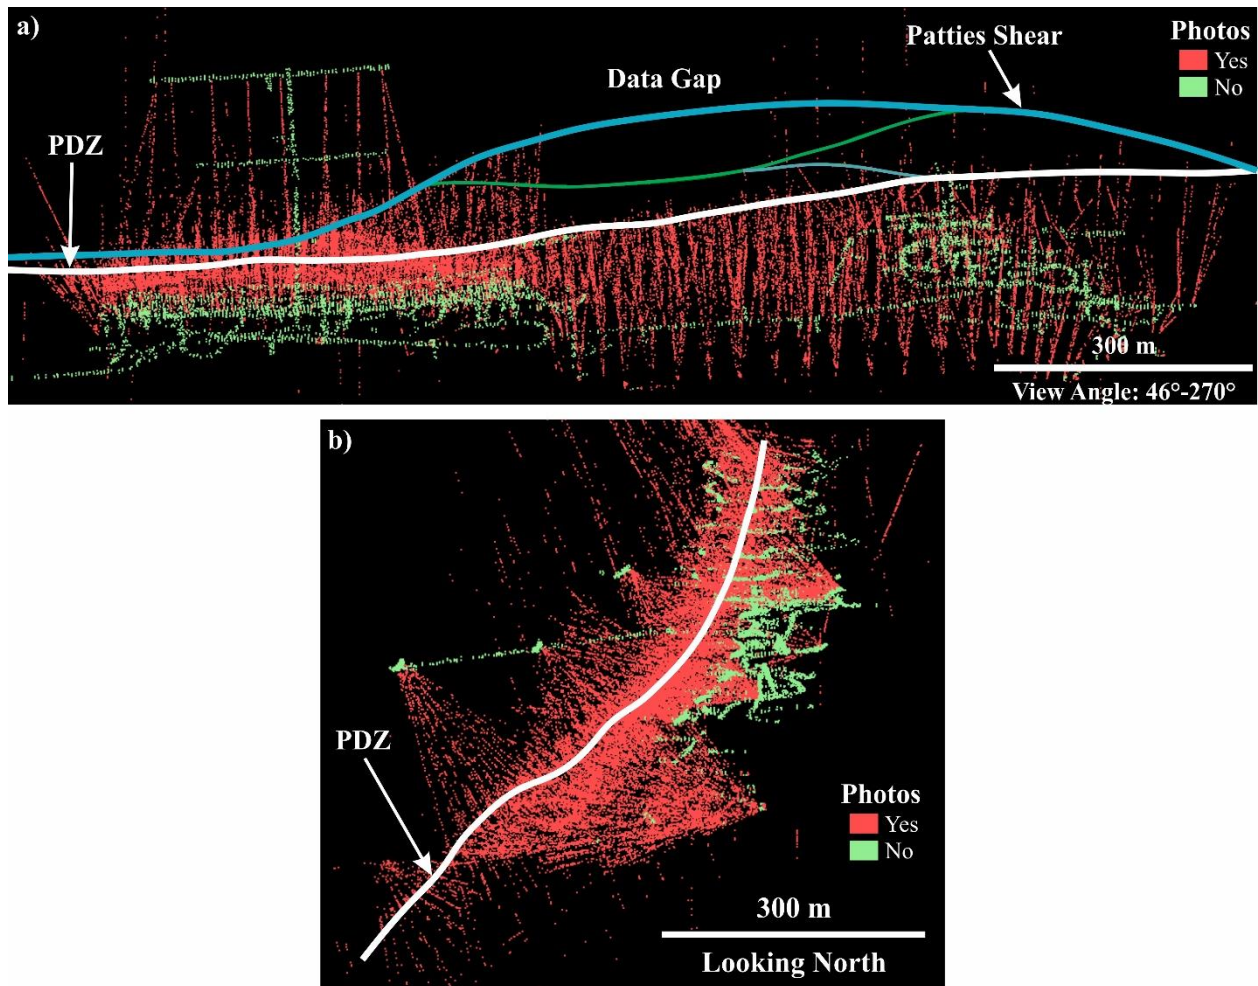 a)
Patties Shear
Photos
Yes
No
Data Gap
PDZ
300 m
View Angle: 46°-270°
b)
PDZ
Photos
Yes
No
300 m
Looking North